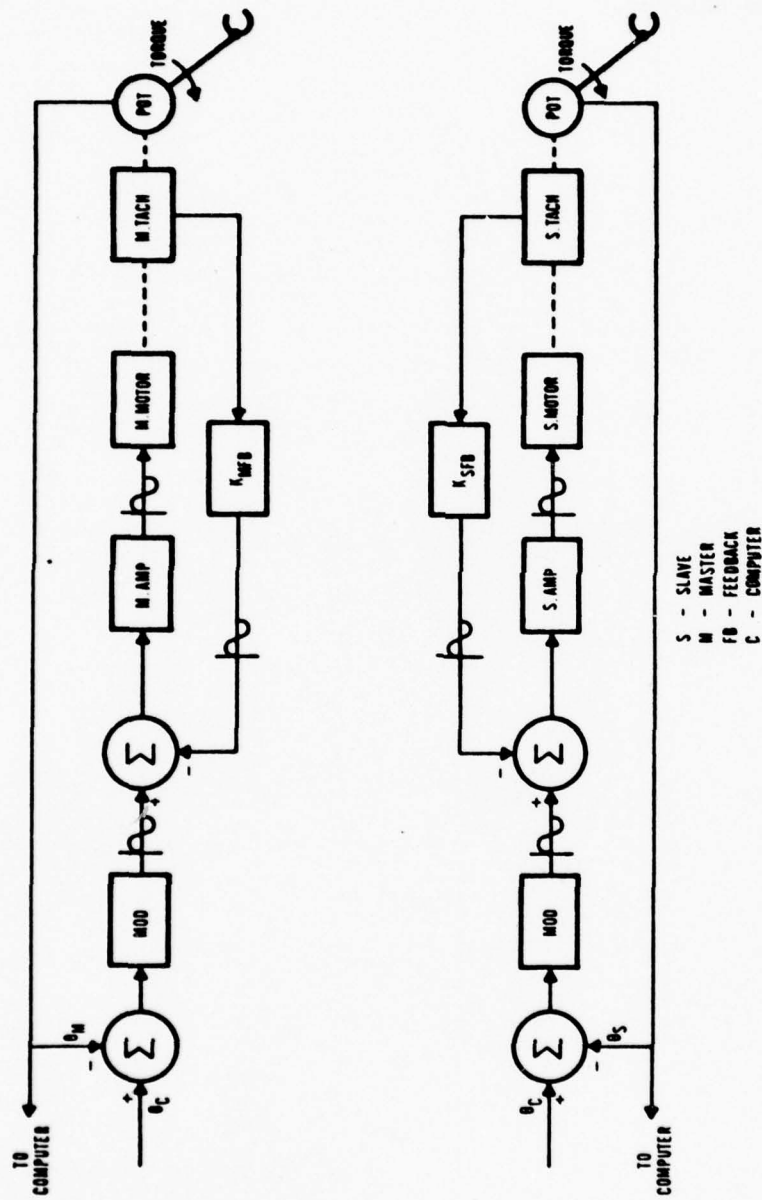 TO
COMPUTER
θC
+
-
θM
Σ
MOD
+
Σ
-
M.AMP
M.MOTOR
M.TACH
POT
TORQUE
KMFB
TO
COMPUTER
θC
+
-
θS
Σ
MOD
+
Σ
-
S.AMP
S.MOTOR
S.TACH
POT
TORQUE
KSFB
S - SLAVE
M - MASTER
FB - FEEDBACK
C - COMPUTER